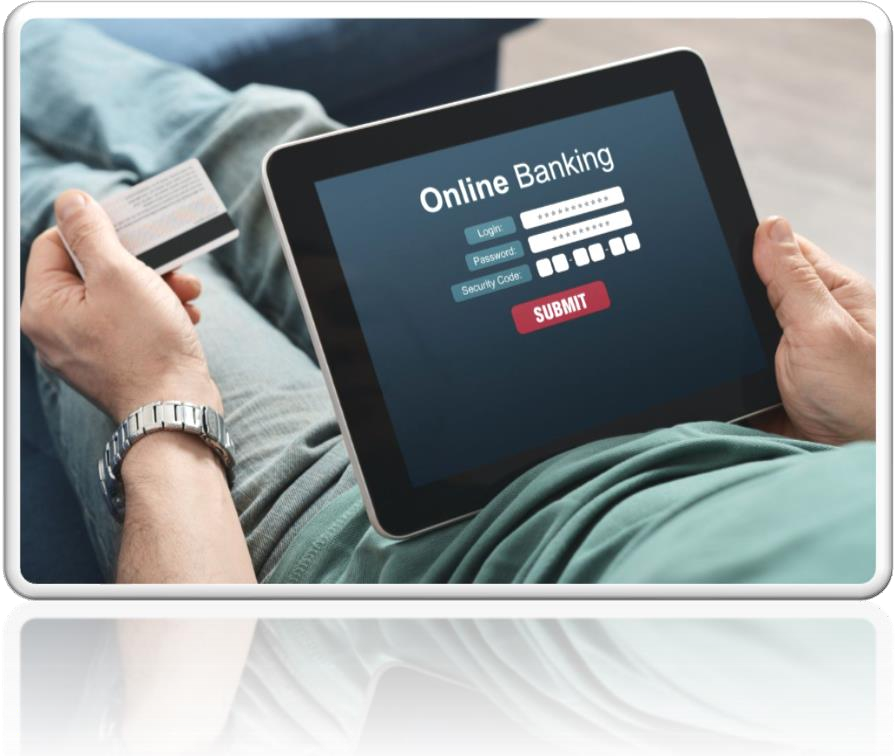 Online Banking
Login: ***********
Password: *********
Security Code:
SUBMIT